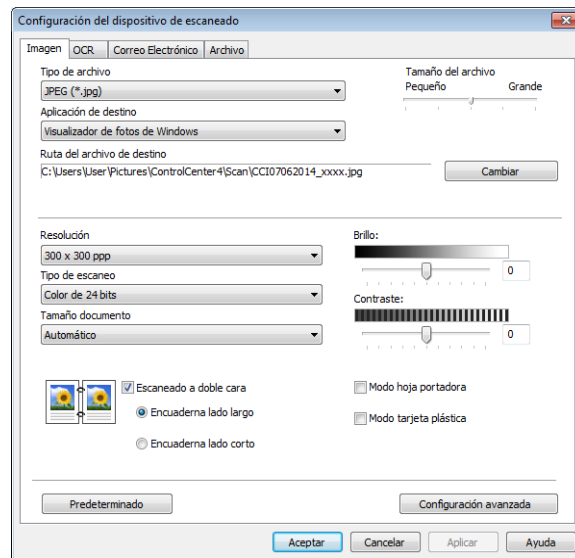 Configuración del dispositivo de escaneado
Imagen OCR Correo Electrónico Archivo
Tipo de archivo
JPEG (*.jpg)
Tamaño del archivo
Pequeño Grande
Aplicación de destino
Visualizador de fotos de Windows
Ruta del archivo de destino
C:\Users\User\Pictures\ControlCenter4\Scan\CCI07062014_xxxx.jpg
Cambiar
Resolución
300 x 300 ppp
Tipo de escaneo
Color de 24 bits
Tamaño documento
Automático
Brillo:
0
Contraste:
0
Escaneado a doble cara
Encuaderna lado largo
Encuaderna lado corto
Modo hoja portadora
Modo tarjeta plástica
Predeterminado
Configuración avanzada
Aceptar Cancelar Aplicar Ayuda